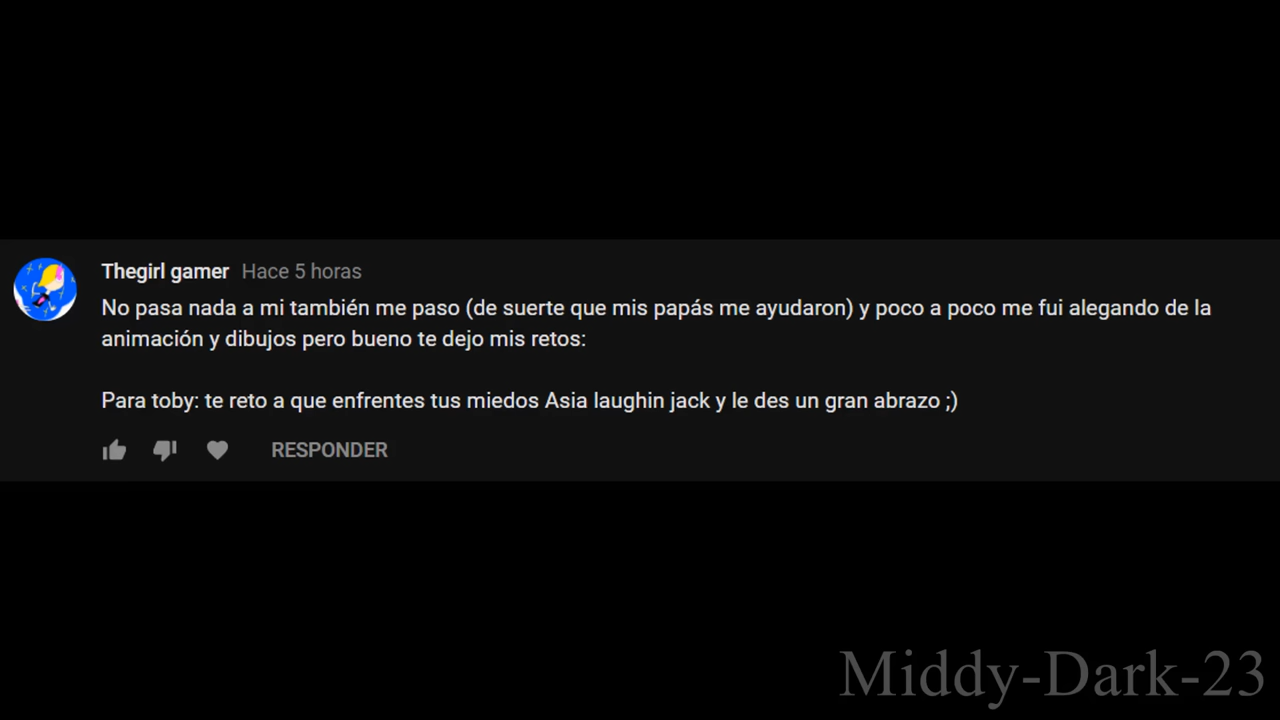 Thegirl gamer Hace 5 horas
No pasa nada a mi también me paso (de suerte que mis papás me ayudaron) y poco a poco me fui alegando de la
animación y dibujos pero bueno te dejo mis retos:
Para toby: te reto a que enfrentes tus miedos Asia laughin jack y le des un gran abrazo ;)
RESPONDER
Middy-Dark-23